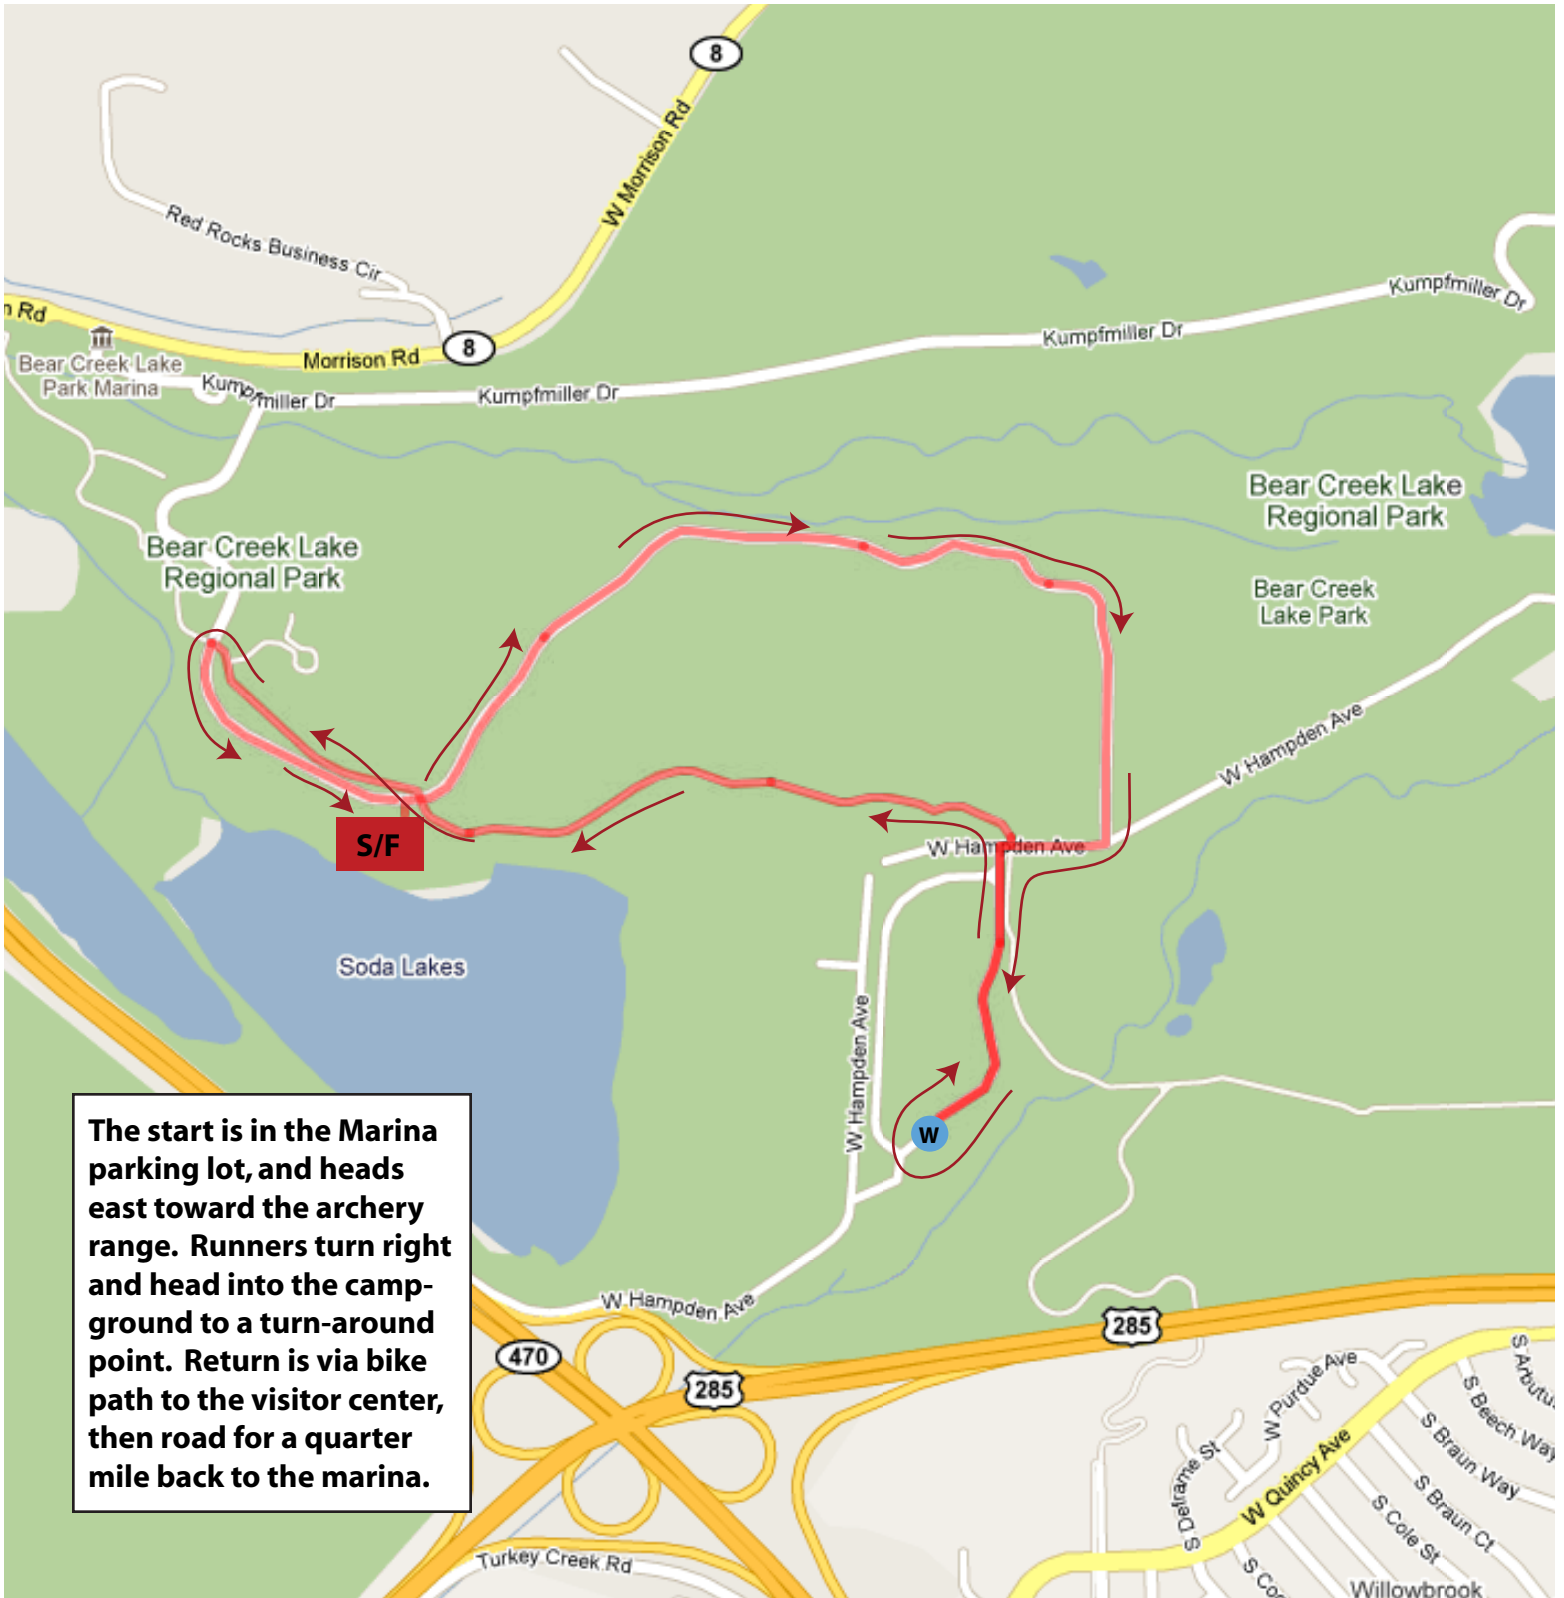 8
W Morrison Rd
Red Rocks Business Cir
Kumpfmiller Dr
n Rd
Kumpfmiller Dr
Bear Creek Lake
Park Marina
Morrison Rd
8
Kumpfmiller Dr
Kumpfmiller Dr
Bear Creek Lake
Regional Park
Bear Creek Lake
Regional Park
Bear Creek
Lake Park
W Hampden Ave
S/F
W Hampden Ave
Soda Lakes
W Hampden Ave
W
The start is in the Marina
parking lot, and heads
east toward the archery
range. Runners turn right
and head into the camp-
ground to a turn-around
point. Return is via bike
path to the visitor center,
then road for a quarter
mile back to the marina.
W Hampden Ave
285
470
285
W Purdue Ave
S Arbutu
S Beech Way
S Braun Way
S Braun Ct
S Cole St
W Quincy Ave
S Deframe St
S Co
Turkey Creek Rd
Willowbrook